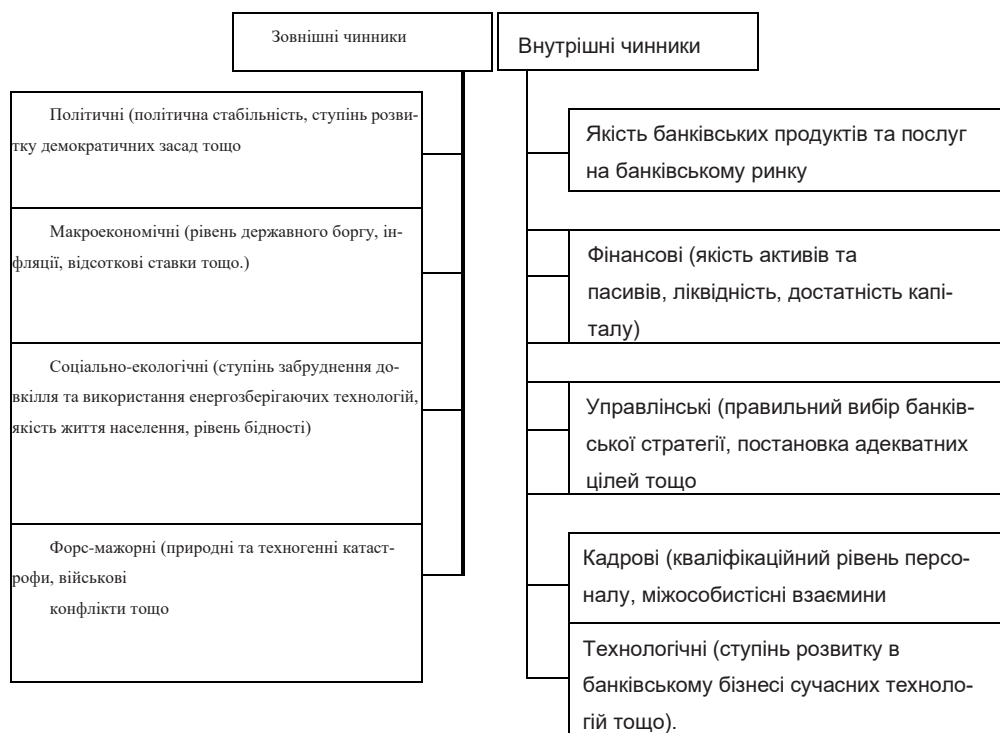 Зовнішні чинники
Внутрішні чинники
Політичні (політична стабільність, ступінь розви-
тку демократичних засад тощо
Макроекономічні (рівень державного боргу, ін-
фляції, відсоткові ставки тощо.)
Соціально-екологічні (ступінь забруднення до-
вкілля та використання енергозберігаючих технологій,
якість життя населення, рівень бідності)
Форс-мажорні (природні та техногенні катаст-
рофи, військові
конфлікти тощо
Якість банківських продуктів та послуг
на банківському ринку
Фінансові (якість активів та
пасивів, ліквідність, достатність капі-
талу)
Управлінські (правильний вибір банків-
ської стратегії, постановка адекватних
цілей тощо
Кадрові (кваліфікаційний рівень персо-
налу, міжособистісні взаємини
Технологічні (ступінь розвитку в
банківському бізнесі сучасних техноло-
гій тощо).